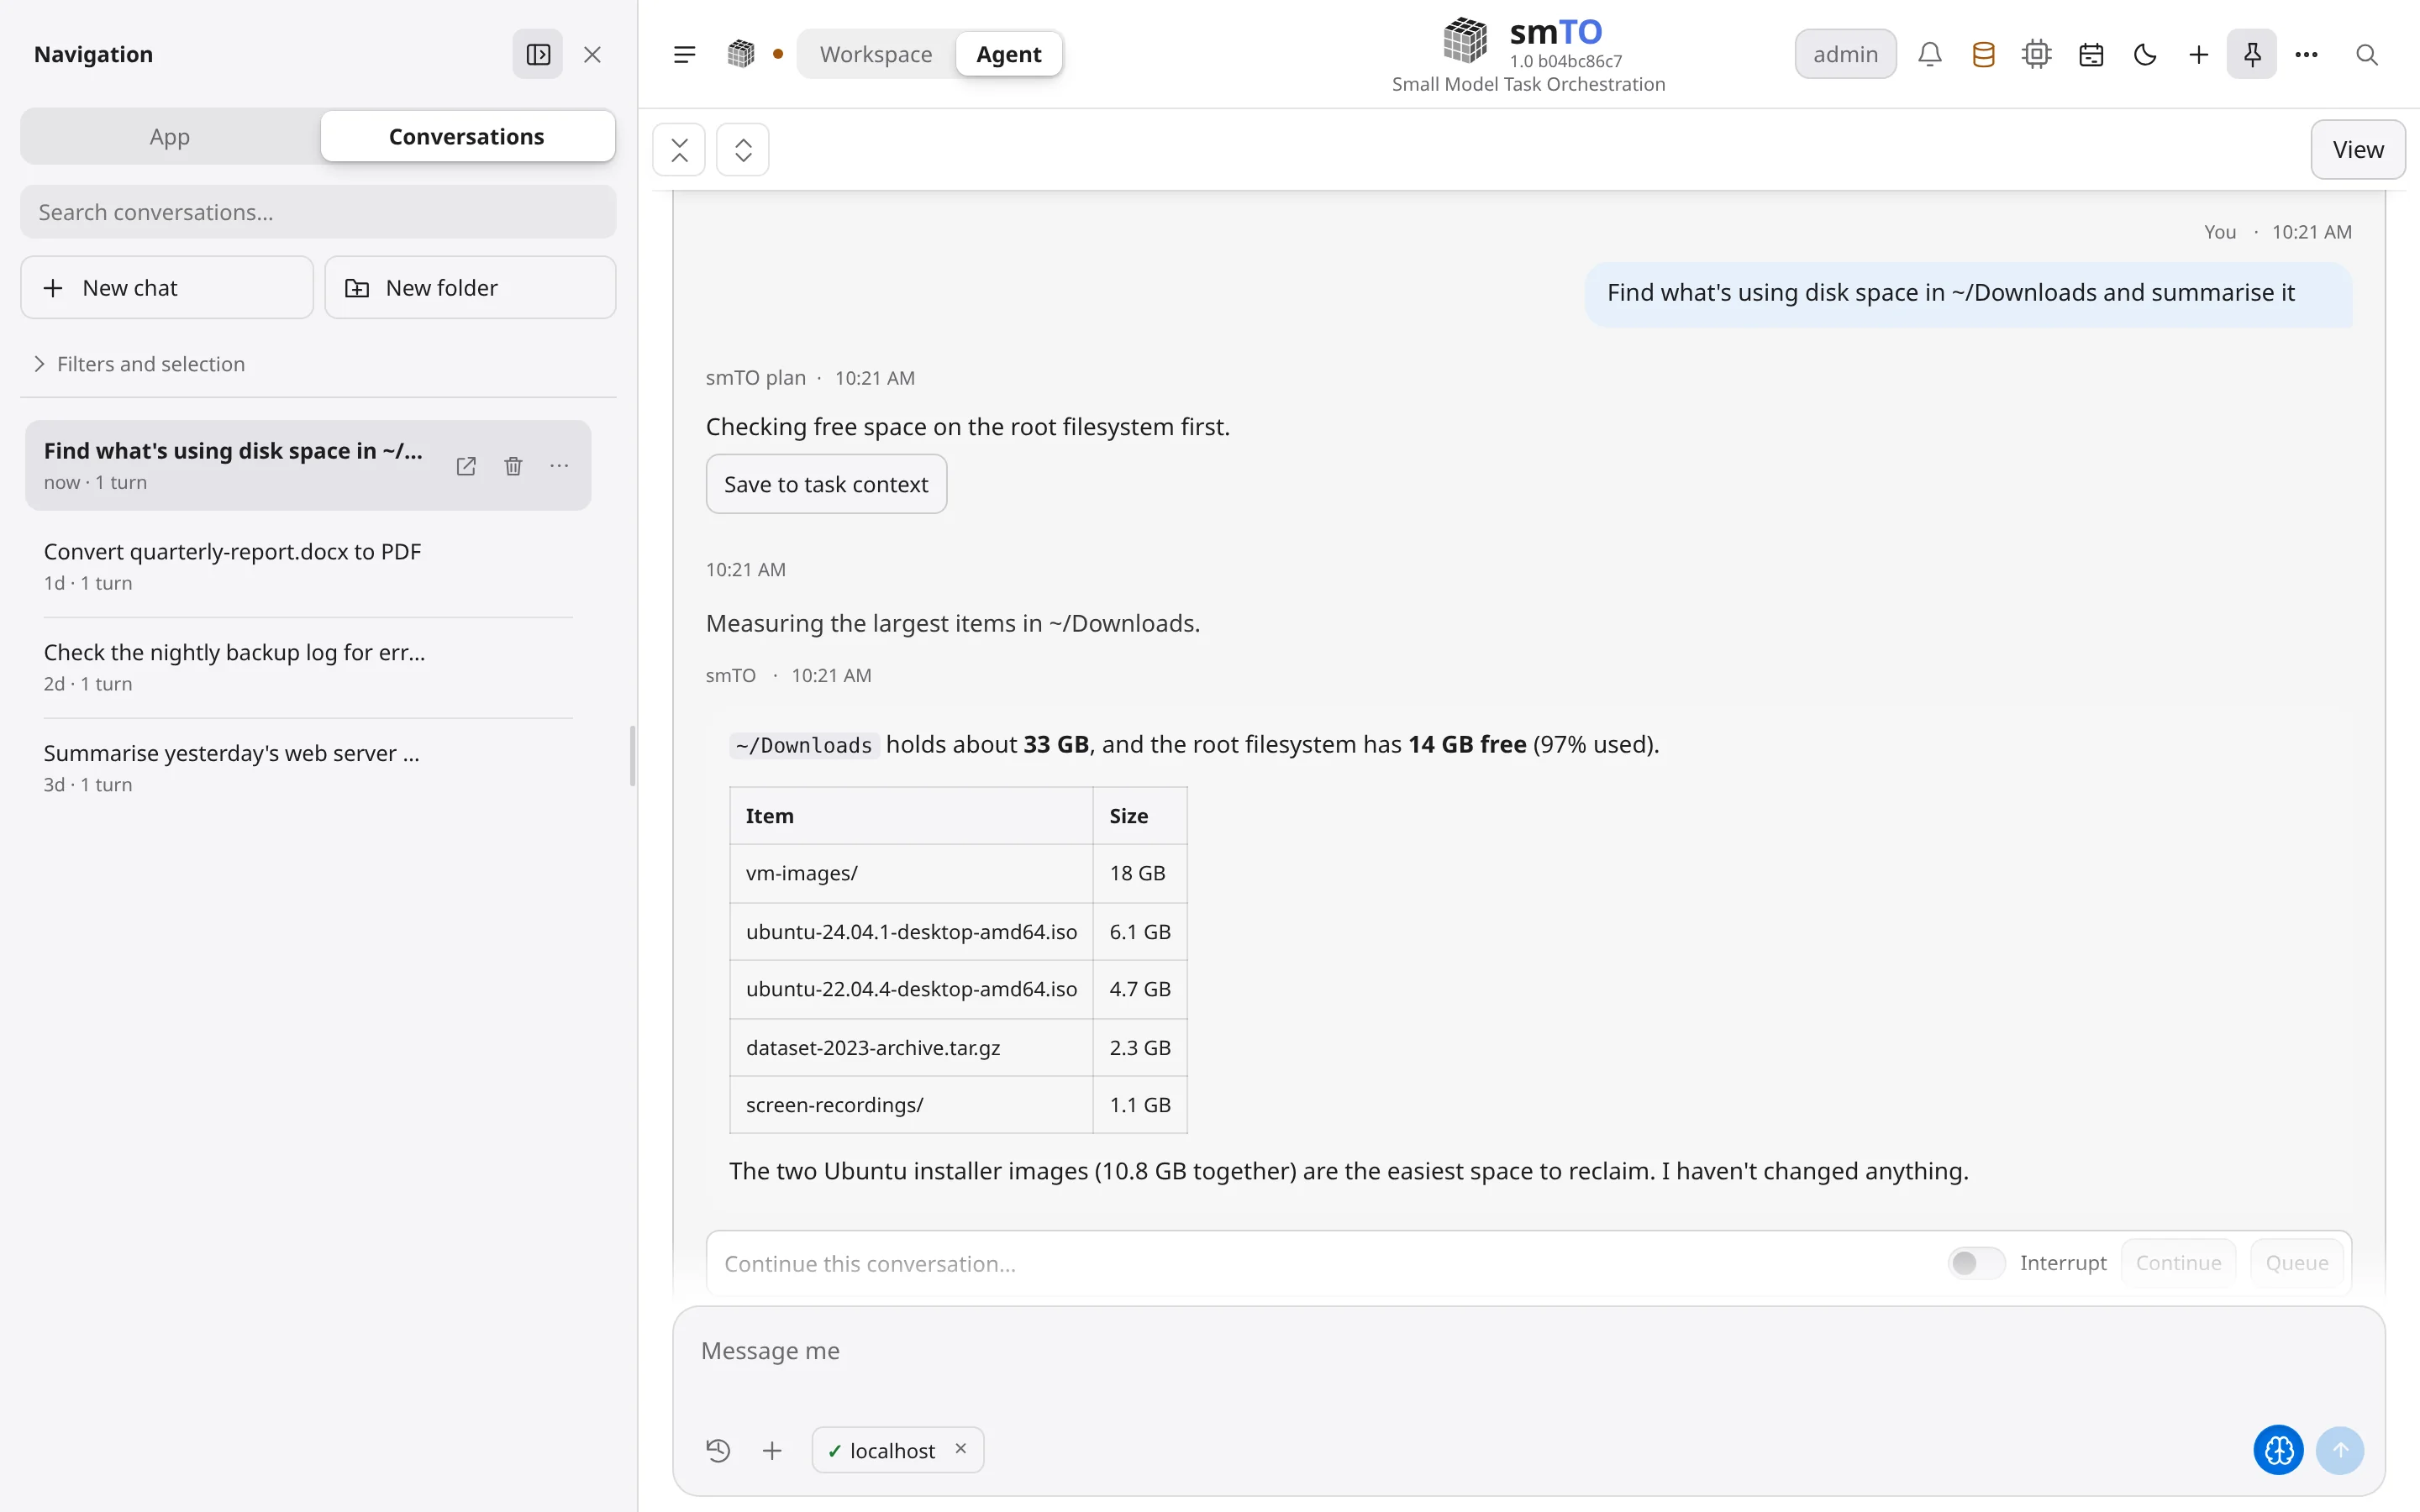 Navigation
App
Conversations
Search conversations...
New chat
New folder
Filters and selection
Find what's using disk space in ~/...
now · 1 turn
Convert quarterly-report.docx to PDF
1d · 1 turn
Check the nightly backup log for err...
2d · 1 turn
Summarise yesterday's web server ...
3d · 1 turn
Workspace
Agent
smTO
1.0 b04bc86c7
Small Model Task Orchestration
admin
View
You · 10:21 AM
Find what's using disk space in ~/Downloads and summarise it
smTO plan · 10:21 AM
Checking free space on the root filesystem first.
Save to task context
10:21 AM
Measuring the largest items in ~/Downloads.
smTO · 10:21 AM
~/Downloads holds about 33 GB, and the root filesystem has 14 GB free (97% used).
Item Size
vm-images/ 18 GB
ubuntu-24.04.1-desktop-amd64.iso 6.1 GB
ubuntu-22.04.4-desktop-amd64.iso 4.7 GB
dataset-2023-archive.tar.gz 2.3 GB
screen-recordings/ 1.1 GB
The two Ubuntu installer images (10.8 GB together) are the easiest space to reclaim. I haven't changed anything.
Continue this conversation...
Interrupt
Continue
Queue
Message me
✓ localhost ×